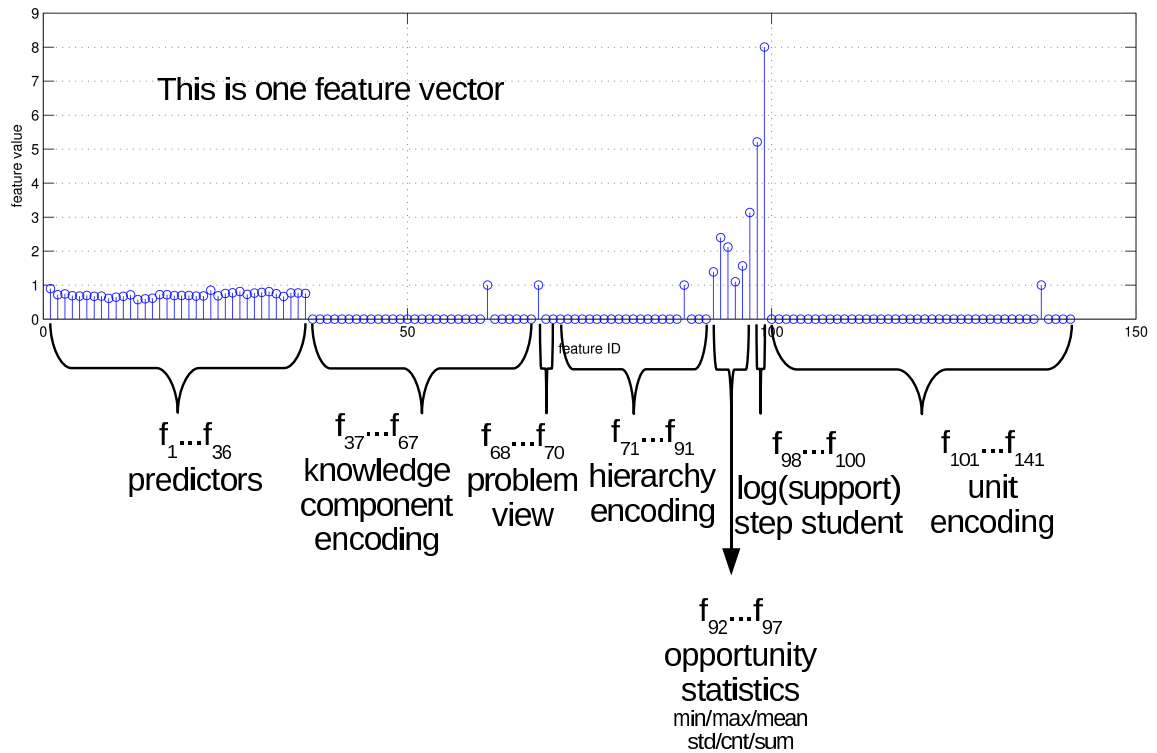 9
8
7
6
5
4
3
2
1
0
feature value
This is one feature vector
0
50
100
150
feature ID
f1...f36
predictors
f37...f67
knowledge
component
encoding
f68...f70
problem
view
f71...f91
hierarchy
encoding
f98...f100
log(support)
step student
f101...f141
unit
encoding
f92...f97
opportunity
statistics
min/max/mean
std/cnt/sum